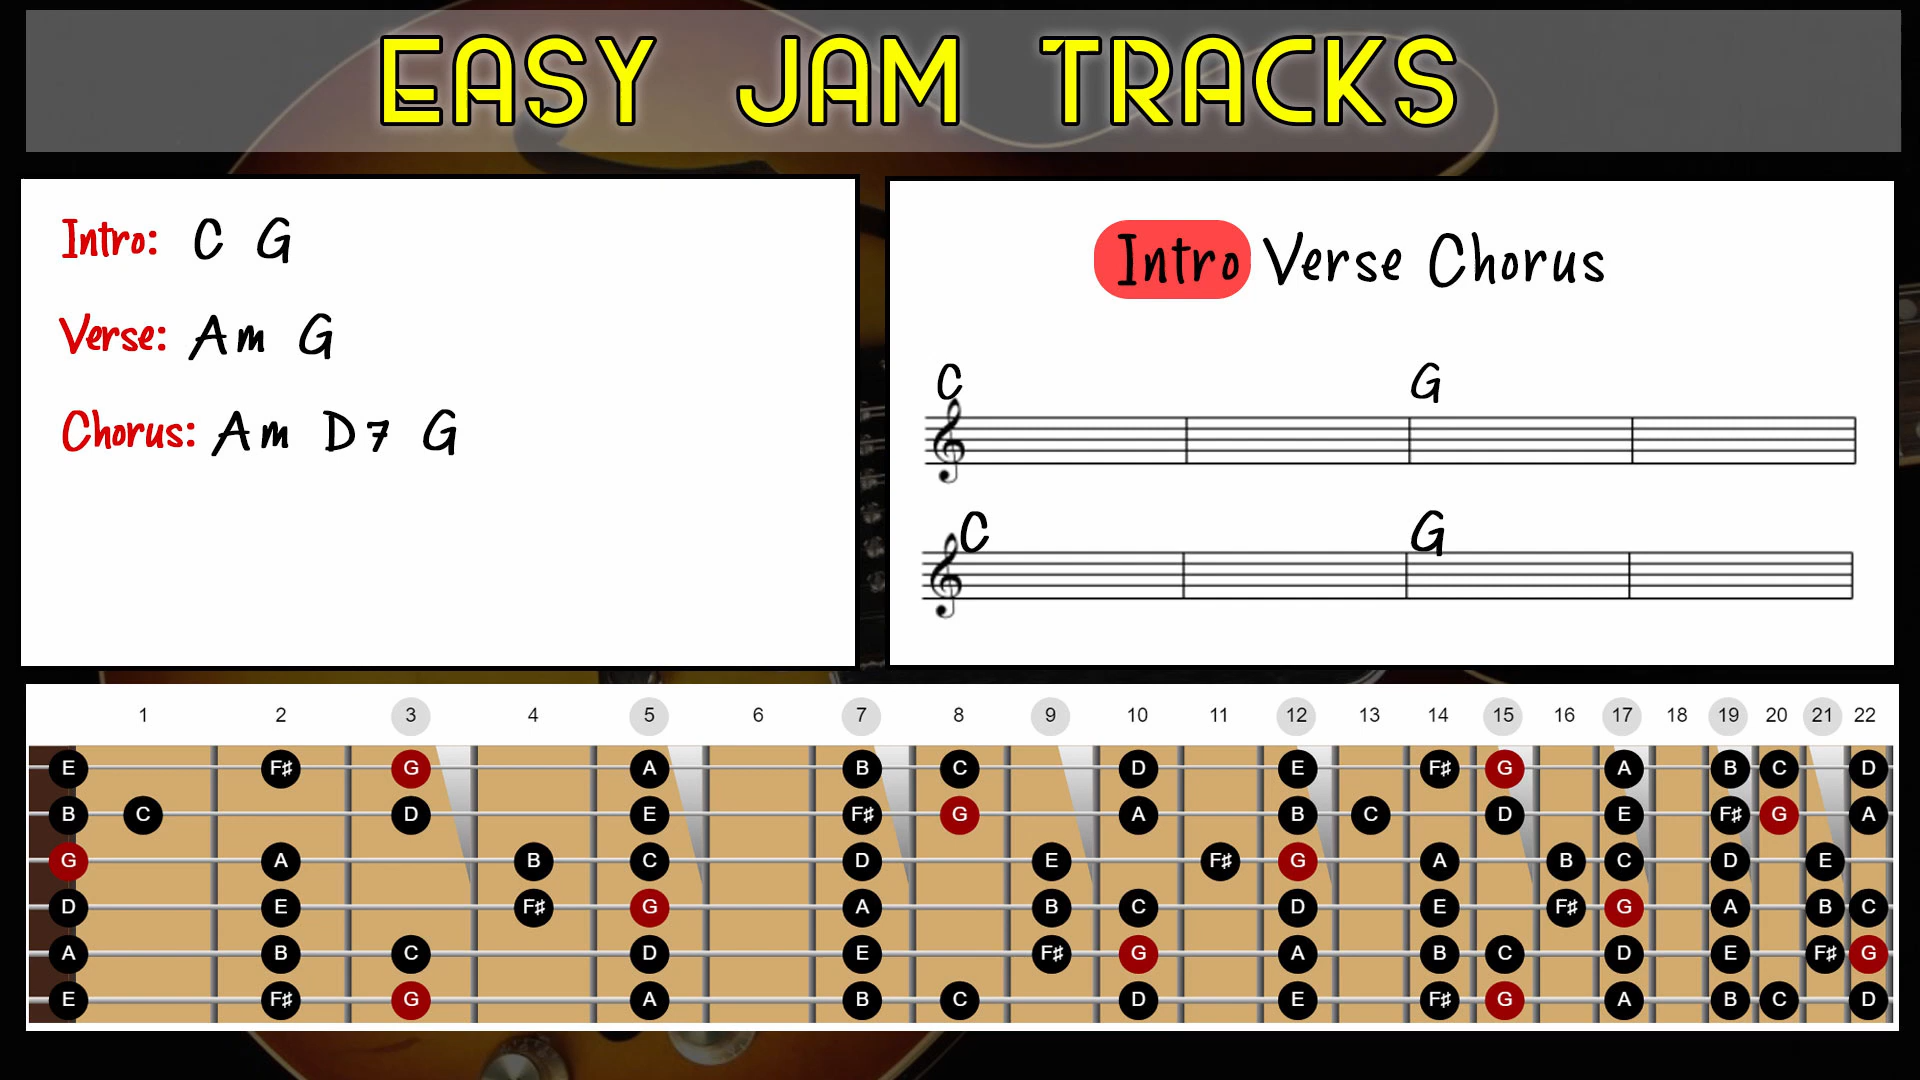 EASY JAM TRACKS
Intro: C G
Verse: Am G
Chorus: Am D7 G
Intro Verse Chorus
C G
C G
1 2 3 4 5 6 7 8 9 10 11 12 13 14 15 16 17 18 19 20 21 22
E F♯ G A B C D E F♯ G A B C D
B C D E F♯ G A B C D E F♯ G A
G A B C D E F♯ G A B C D E
D E F♯ G A B C D E F♯ G A B C
A B C D E F♯ G A B C D E F♯ G
E F♯ G A B C D E F♯ G A B C D